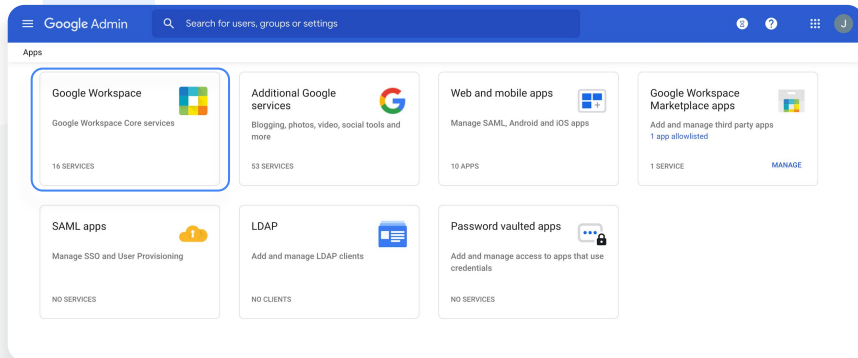 Google Admin
Search for users, groups or settings
8
?
J
Apps
Google Workspace
Google Workspace Core services
16 SERVICES
Additional Google
services
Blogging, photos, video, social tools and
more
53 SERVICES
Web and mobile apps
Manage SAML, Android and iOS apps
10 APPS
Google Workspace
Marketplace apps
Add and manage third party apps
1 app allowlisted
1 SERVICE
MANAGE
SAML apps
Manage SSO and User Provisioning
NO SERVICES
LDAP
Add and manage LDAP clients
NO CLIENTS
Password vaulted apps
Add and manage access to apps that use
credentials
NO SERVICES